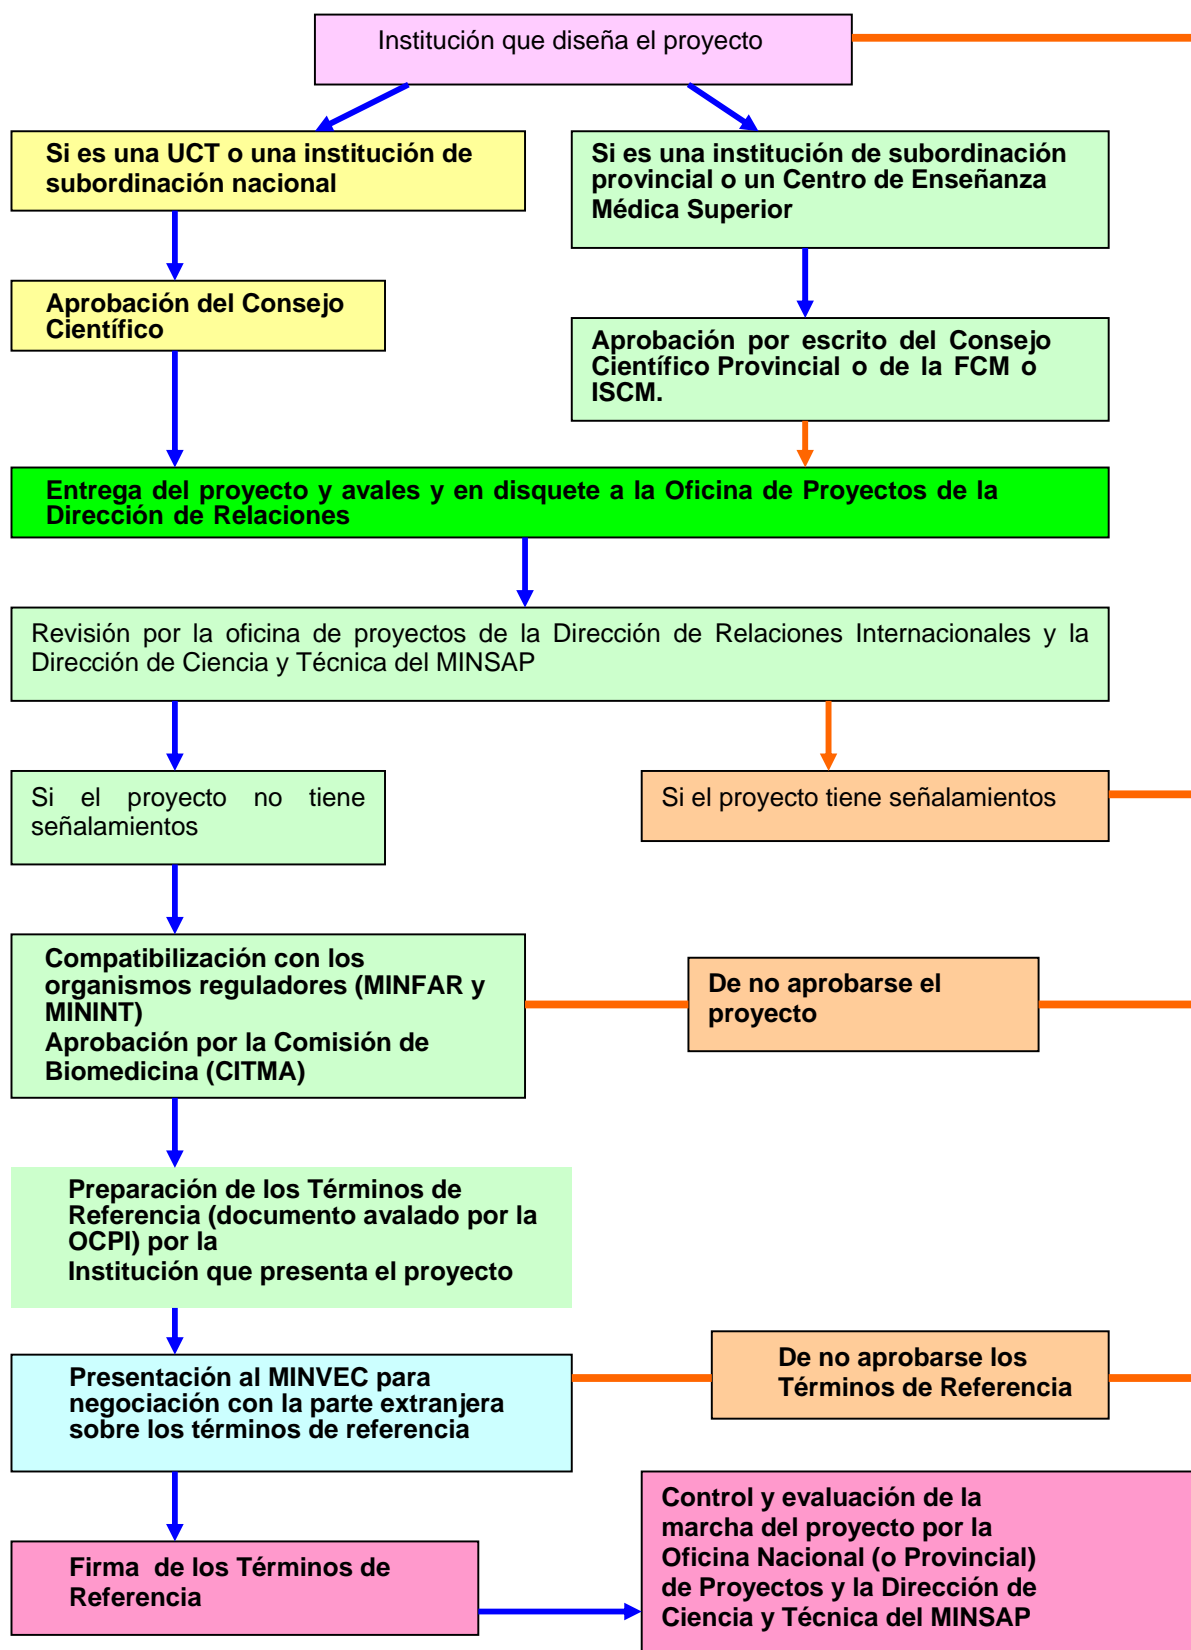 Institución que diseña el proyecto
Si es una UCT o una institución de
subordinación nacional
Si es una institución de subordinación
provincial o un Centro de Enseñanza
Médica Superior
Aprobación del Consejo
Científico
Aprobación por escrito del Consejo
Científico Provincial o de la FCM o
ISCM.
Entrega del proyecto y avales y en disquete a la Oficina de Proyectos de la
Dirección de Relaciones
Revisión por la oficina de proyectos de la Dirección de Relaciones Internacionales y la
Dirección de Ciencia y Técnica del MINSAP
Si el proyecto no tiene
señalamientos
Si el proyecto tiene señalamientos
Compatibilización con los
organismos reguladores (MINFAR y
MININT)
Aprobación por la Comisión de
Biomedicina (CITMA)
De no aprobarse el
proyecto
Preparación de los Términos de
Referencia (documento avalado por la
OCPI) por la
Institución que presenta el proyecto
Presentación al MINVEC para
negociación con la parte extranjera
sobre los términos de referencia
De no aprobarse los
Términos de Referencia
Firma de los Términos de
Referencia
Control y evaluación de la
marcha del proyecto por la
Oficina Nacional (o Provincial)
de Proyectos y la Dirección de
Ciencia y Técnica del MINSAP